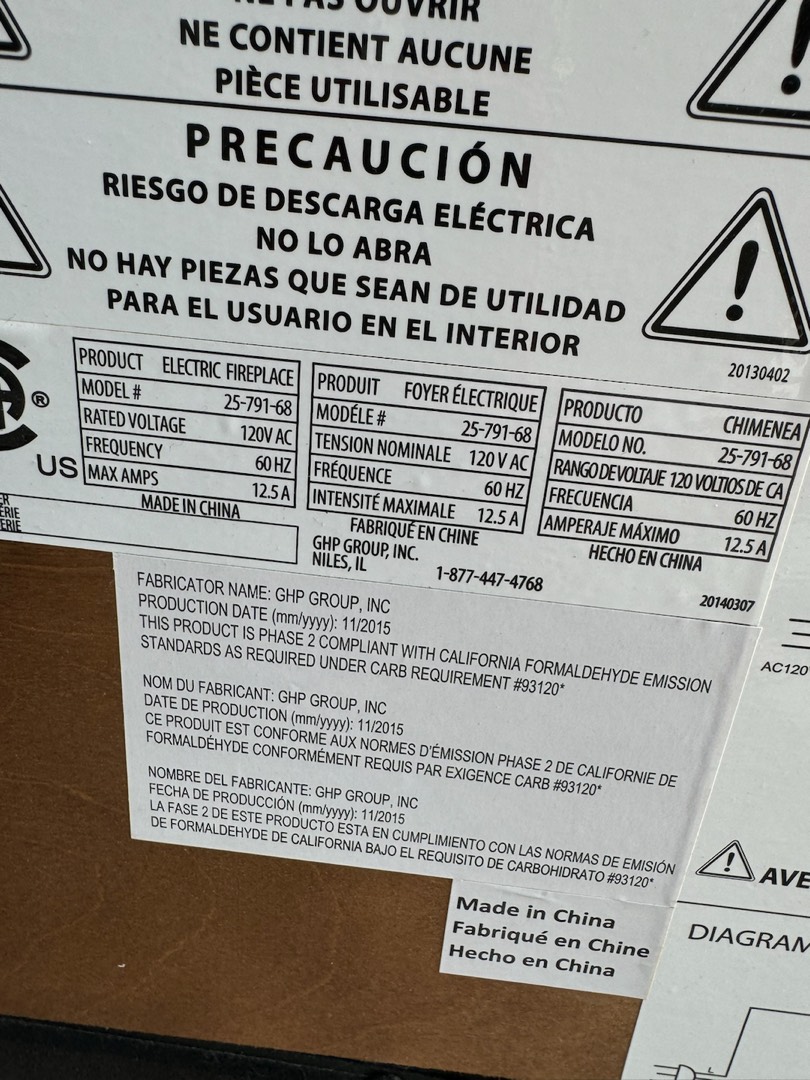 NE PAS OUVRIR
NE CONTIENT AUCUNE
PIÈCE UTILISABLE
PRECAUCIÓN
RIESGO DE DESCARGA ELÉCTRICA
NO LO ABRA
NO HAY PIEZAS QUE SEAN DE UTILIDAD
PARA EL USUARIO EN EL INTERIOR
20130402
®
US
PRODUCT ELECTRIC FIREPLACE
MODEL # 25-791-68
RATED VOLTAGE 120V AC
FREQUENCY 60 HZ
MAX AMPS 12.5 A
MADE IN CHINA
PRODUIT FOYER ÉLECTRIQUE
MODÉLE # 25-791-68
TENSION NOMINALE 120 V AC
FRÉQUENCE 60 HZ
INTENSITÉ MAXIMALE 12.5 A
FABRIQUÉ EN CHINE
PRODUCTO CHIMENEA
MODELO NO. 25-791-68
RANGO DE VOLTAJE 120 VOLTIOS DE CA
FRECUENCIA 60 HZ
AMPERAJE MÁXIMO 12.5 A
HECHO EN CHINA
GHP GROUP, INC.
NILES, IL 1-877-447-4768
20140307
FABRICATOR NAME: GHP GROUP, INC
PRODUCTION DATE (mm/yyyy): 11/2015
THIS PRODUCT IS PHASE 2 COMPLIANT WITH CALIFORNIA FORMALDEHYDE EMISSION
STANDARDS AS REQUIRED UNDER CARB REQUIREMENT #93120*
NOM DU FABRICANT: GHP GROUP, INC
DATE DE PRODUCTION (mm/yyyy): 11/2015
CE PRODUIT EST CONFORME AUX NORMES D'ÉMISSION PHASE 2 DE CALIFORNIE DE
FORMALDÉHYDE CONFORMÉMENT REQUIS PAR EXIGENCE CARB #93120*
NOMBRE DEL FABRICANTE: GHP GROUP, INC
FECHA DE PRODUCCIÓN (mm/yyyy): 11/2015
LA FASE 2 DE ESTE PRODUCTO ESTA EN CUMPLIMIENTO CON LAS NORMAS DE EMISIÓN
DE FORMALDEHYDE DE CALIFORNIA BAJO EL REQUISITO DE CARBOHIDRATO #93120*
Made in China
Fabriqué en Chine
Hecho en China
AC120
AVE
DIAGRAM
L